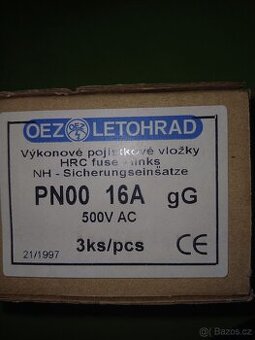 OEZ OEZ LETOHRAD
Výkonové pojistkové vložky
HRC fuse - links
NH - Sicherungseinsätze
PN00 16A gG
500V AC
3ks/pcs CE
21/1997
Bazos.cz